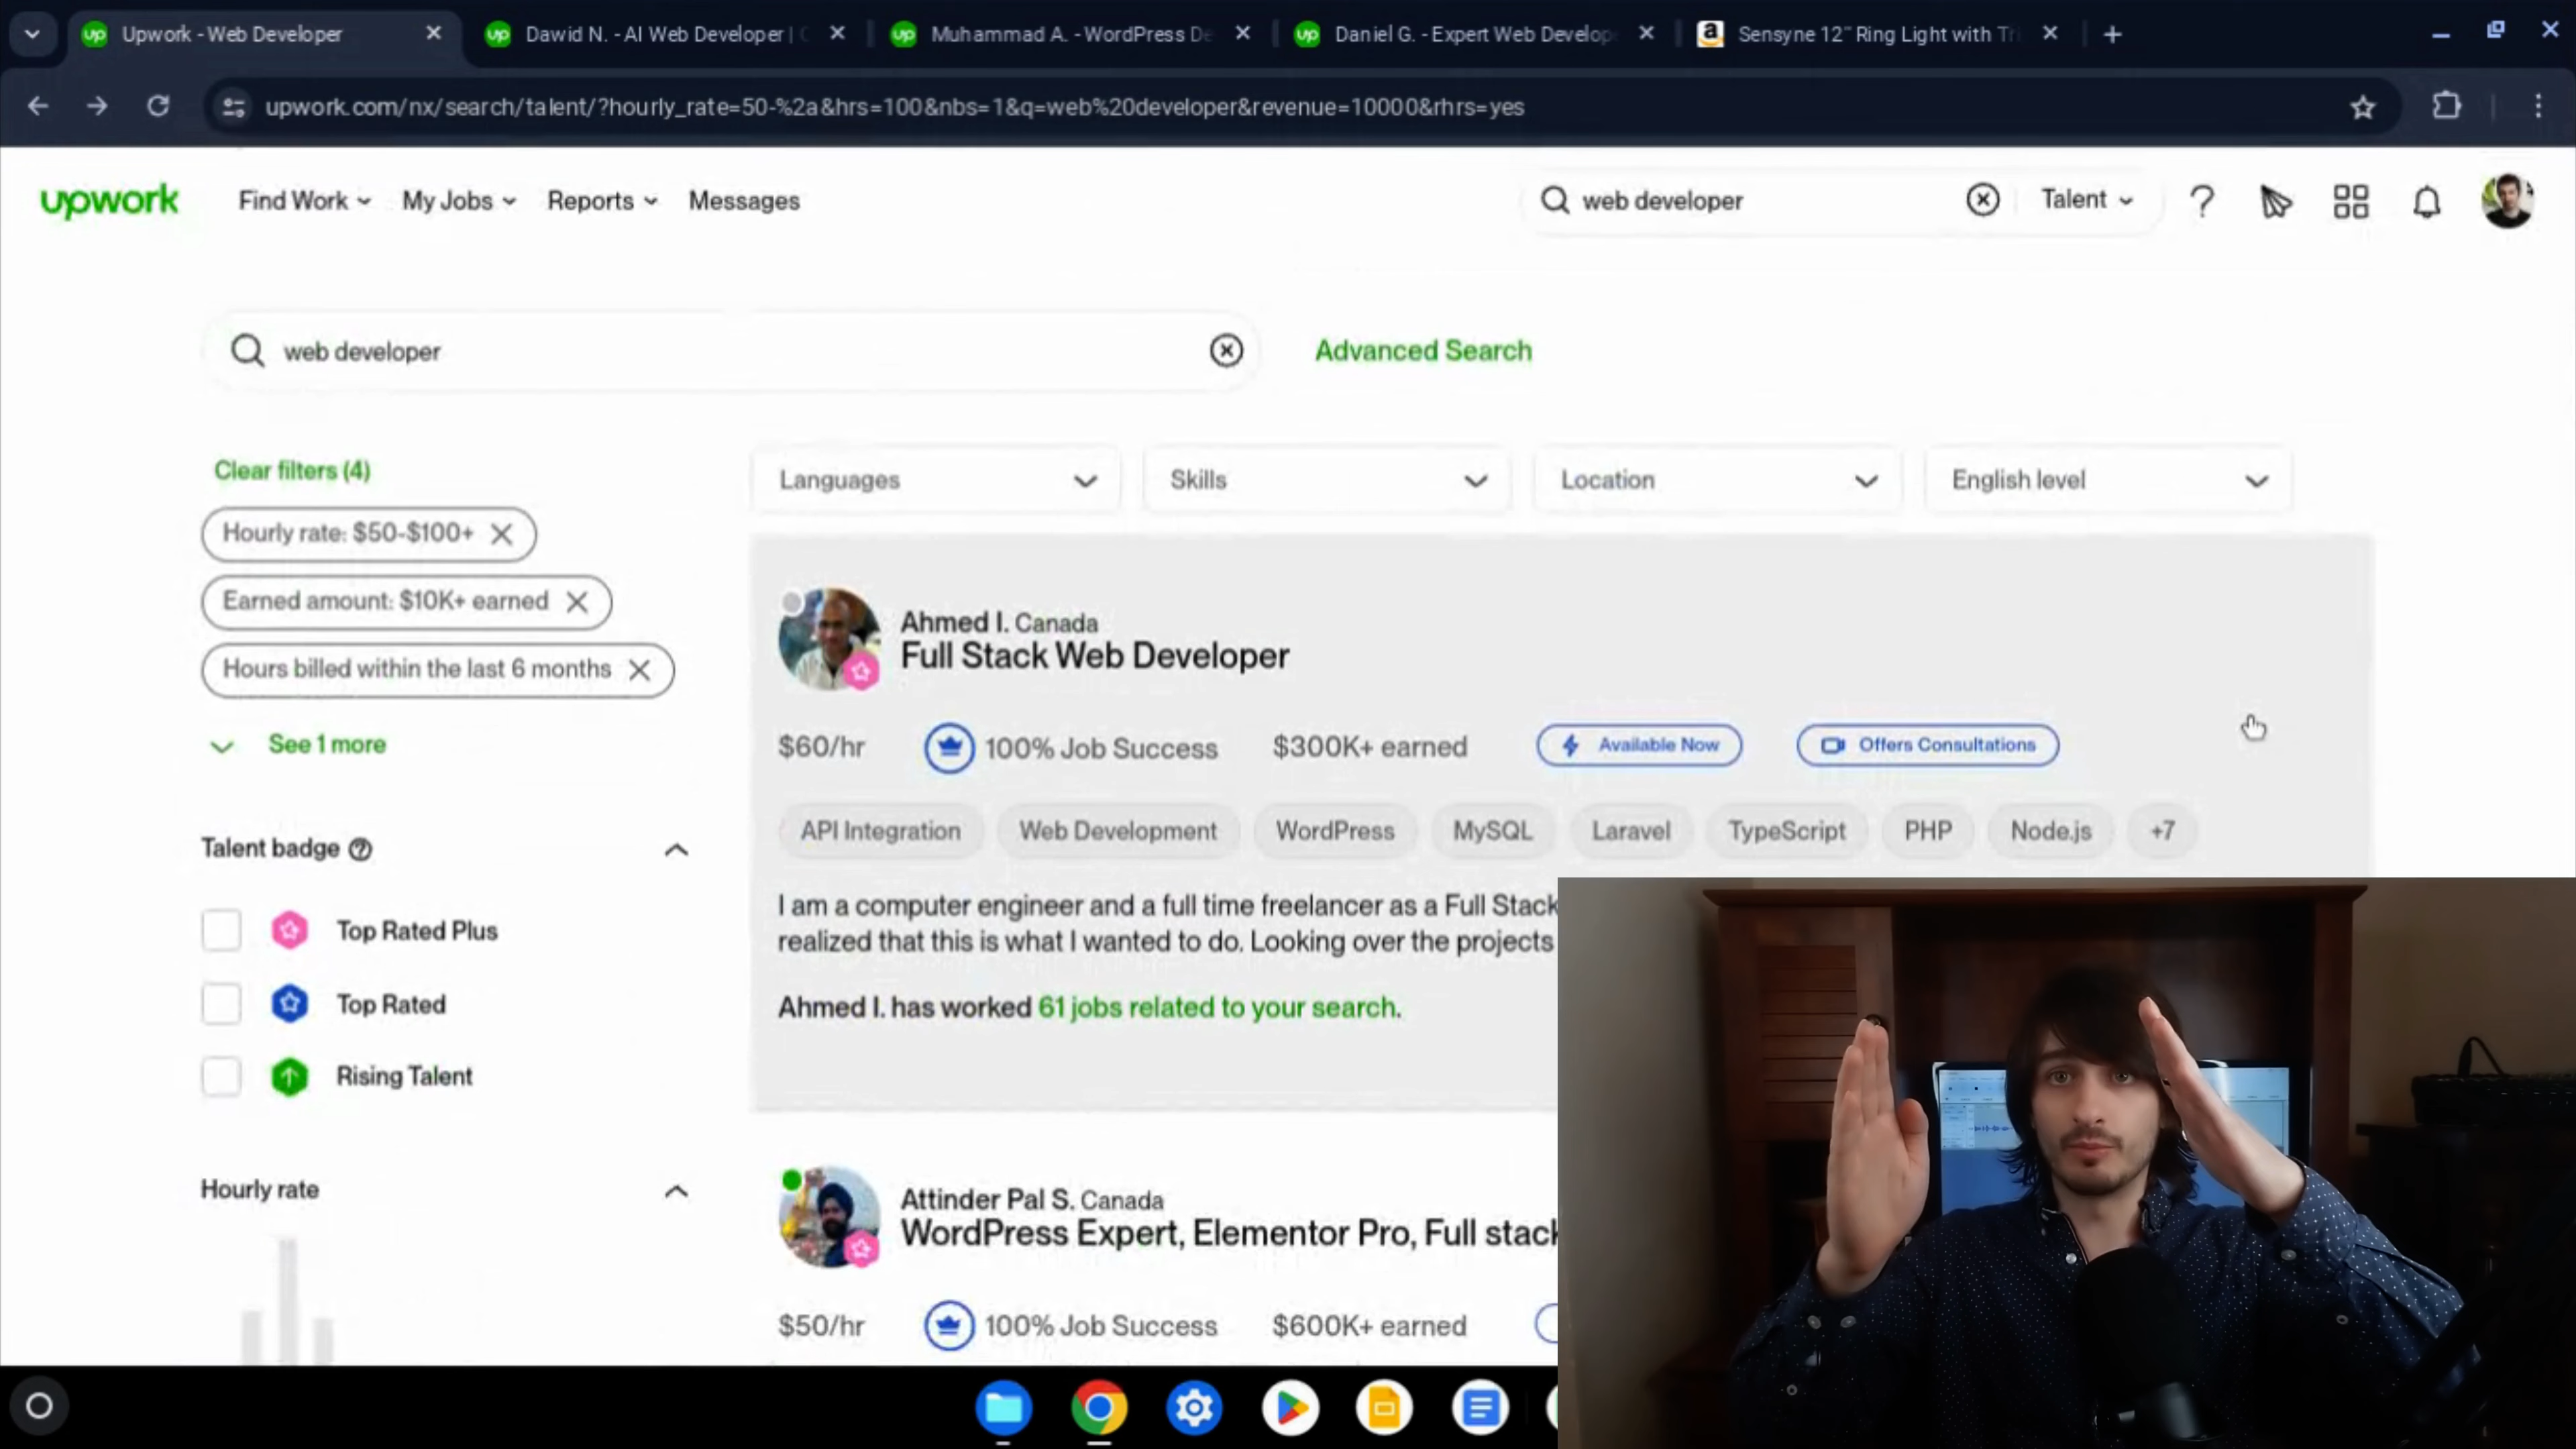 Upwork - Web Developer
Dawid N. - AI Web Developer |
Muhammad A. - WordPress De
Daniel G. - Expert Web Develop
Sensyne 12" Ring Light with Tri
upwork.com/nx/search/talent/?hourly_rate=50-%2a&hrs=100&nbs=1&q=web%20developer&revenue=10000&rhrs=yes
upwork Find Work My Jobs Reports Messages web developer Talent
web developer Advanced Search
Clear filters (4)
Languages Skills Location English level
Hourly rate: $50-$100+
Earned amount: $10K+ earned
Hours billed within the last 6 months
See 1 more
Talent badge
Top Rated Plus
Top Rated
Rising Talent
Hourly rate
Ahmed I. Canada
Full Stack Web Developer
$60/hr 100% Job Success $300K+ earned Available Now Offers Consultations
API Integration Web Development WordPress MySQL Laravel TypeScript PHP Node.js +7
I am a computer engineer and a full time freelancer as a Full Stack
realized that this is what I wanted to do. Looking over the projects
Ahmed I. has worked 61 jobs related to your search.
Attinder Pal S. Canada
WordPress Expert, Elementor Pro, Full stack
$50/hr 100% Job Success $600K+ earned